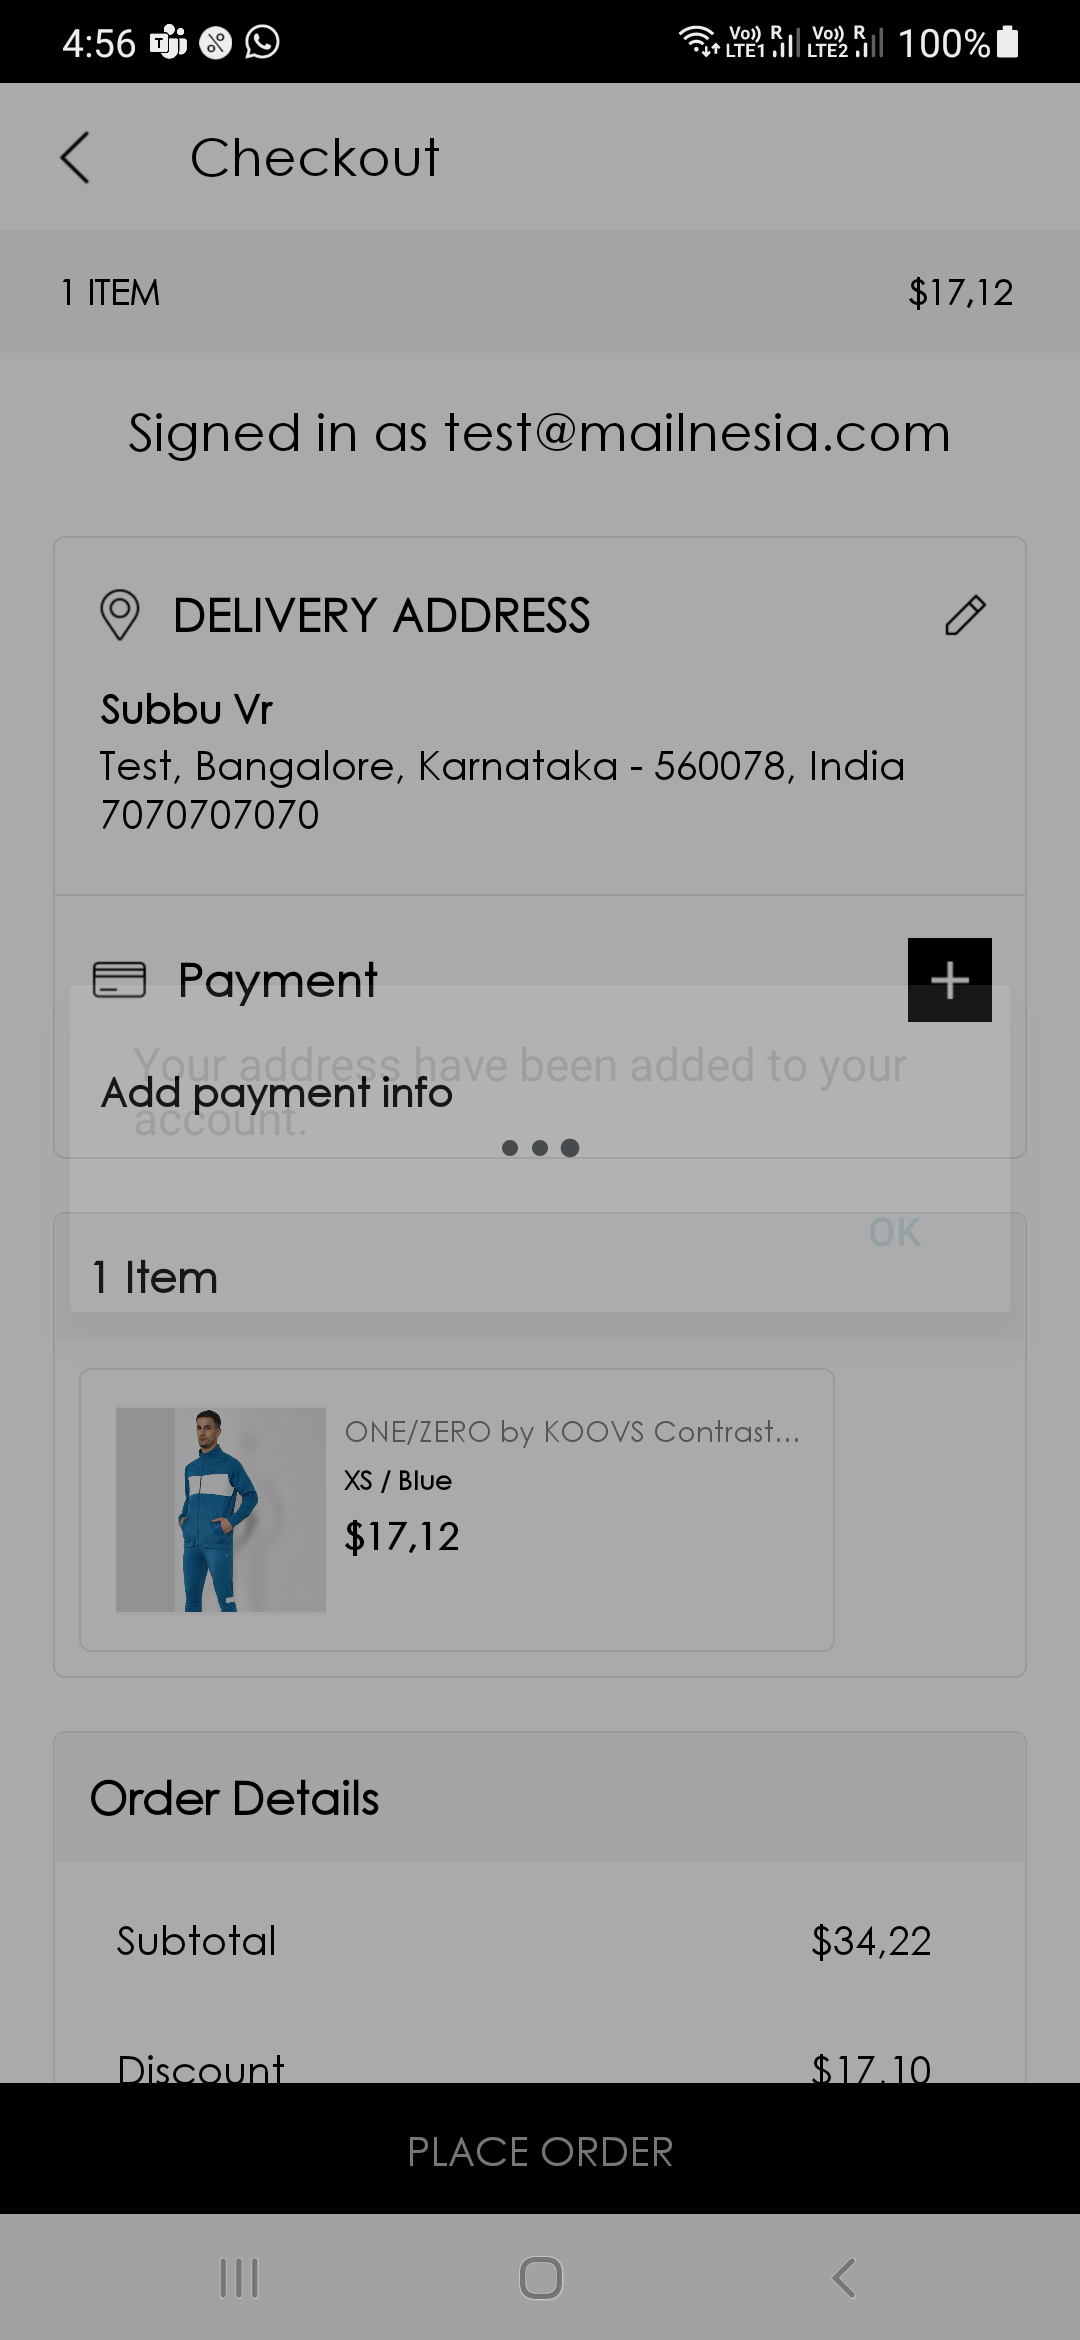 4:56 Vo)) R Vo)) R 100%
LTE1 LTE2
Checkout
1 ITEM $17,12
Signed in as test@mailnesia.com
DELIVERY ADDRESS
Subbu Vr
Test, Bangalore, Karnataka - 560078, India
7070707070
Payment
Your address have been added to your
Add payment info
account.
OK
1 Item
ONE/ZERO by KOOVS Contrast...
XS / Blue
$17,12
Order Details
Subtotal $34,22
Discount $17,10
PLACE ORDER